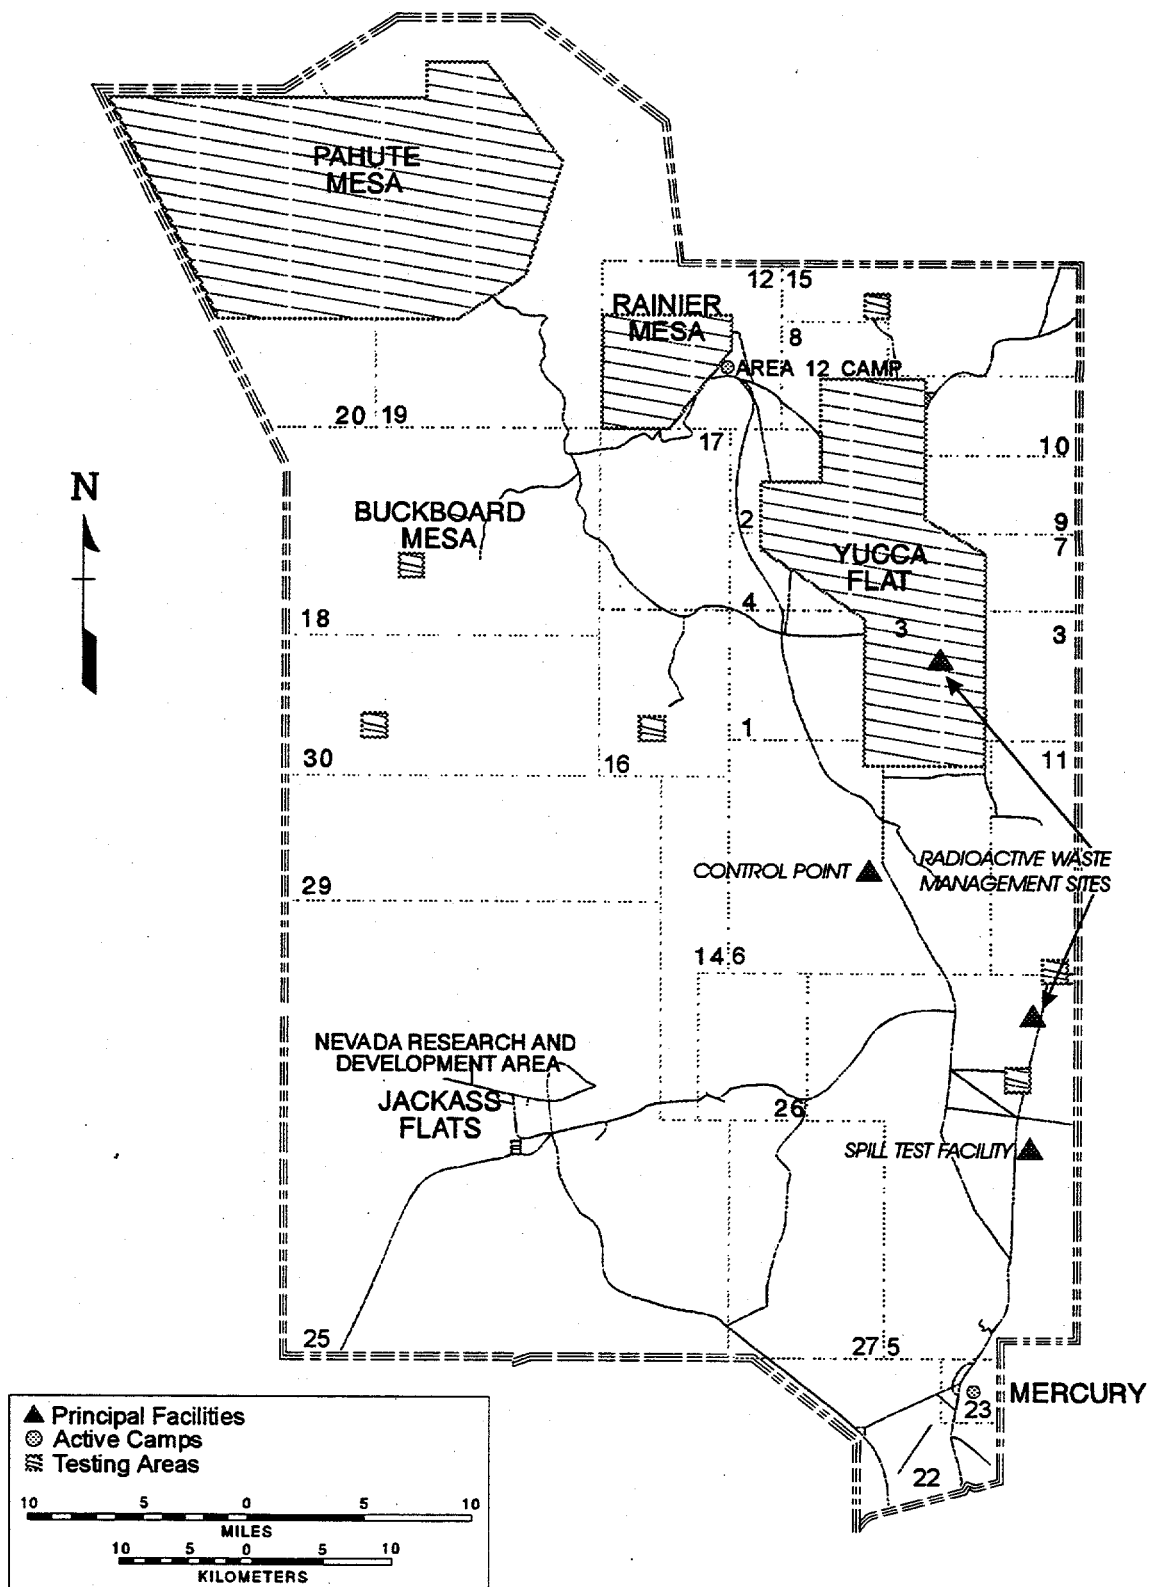 PAHUTE
MESA
12 15
RAINIER
MESA
8
AREA 12 CAMP
20 19
17
10
N
BUCKBOARD
MESA
2
9
7
YUCCA
FLAT
18
4
3
3
30
16
1
11
CONTROL POINT
RADIOACTIVE WASTE
MANAGEMENT SITES
29
14 6
NEVADA RESEARCH AND
DEVELOPMENT AREA
JACKASS
FLATS
26
SPILL TEST FACILITY
25
27 5
MERCURY
23
22
Principal Facilities
Active Camps
Testing Areas
10 5 0 5 10
MILES
10 5 0 5 10
KILOMETERS